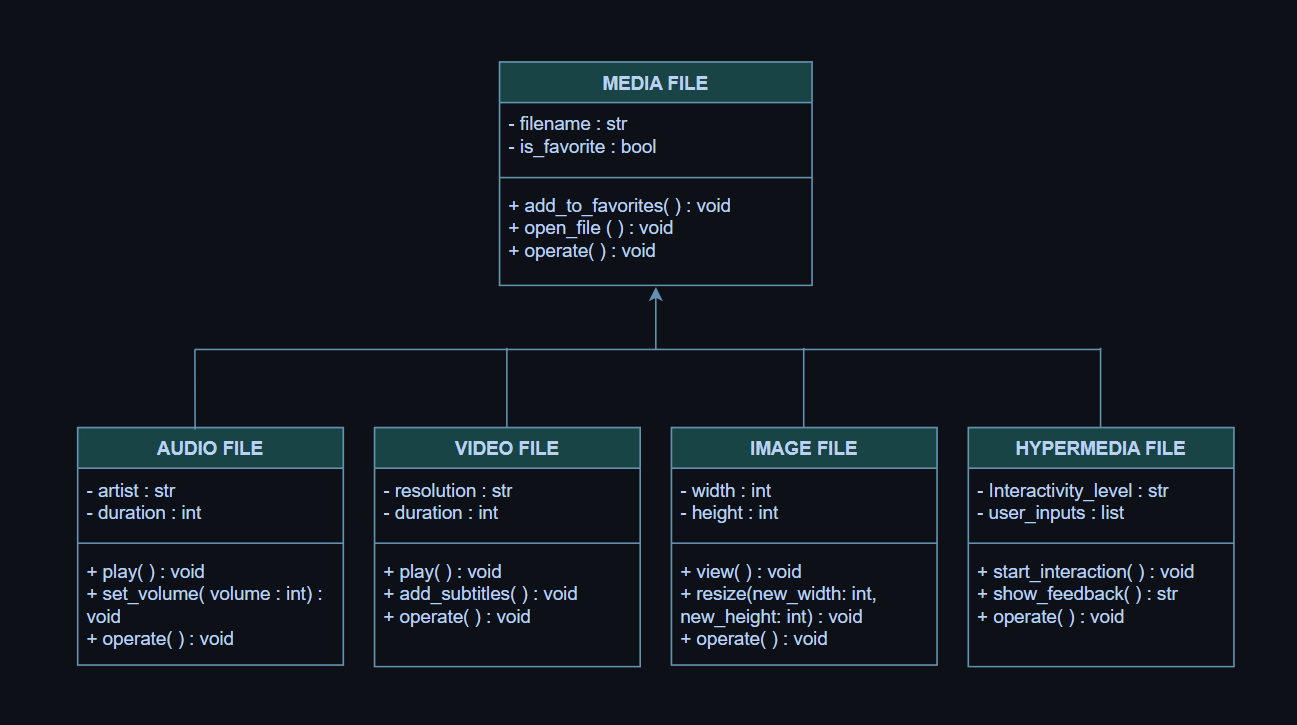 MEDIA FILE
- filename : str
- is_favorite : bool
+ add_to_favorites( ) : void
+ open_file ( ) : void
+ operate( ) : void
AUDIO FILE
- artist : str
- duration : int
+ play( ) : void
+ set_volume( volume : int) :
void
+ operate( ) : void
VIDEO FILE
- resolution : str
- duration : int
+ play( ) : void
+ add_subtitles( ) : void
+ operate( ) : void
IMAGE FILE
- width : int
- height : int
+ view( ) : void
+ resize(new_width: int,
new_height: int) : void
+ operate( ) : void
HYPERMEDIA FILE
- Interactivity_level : str
- user_inputs : list
+ start_interaction( ) : void
+ show_feedback( ) : str
+ operate( ) : void